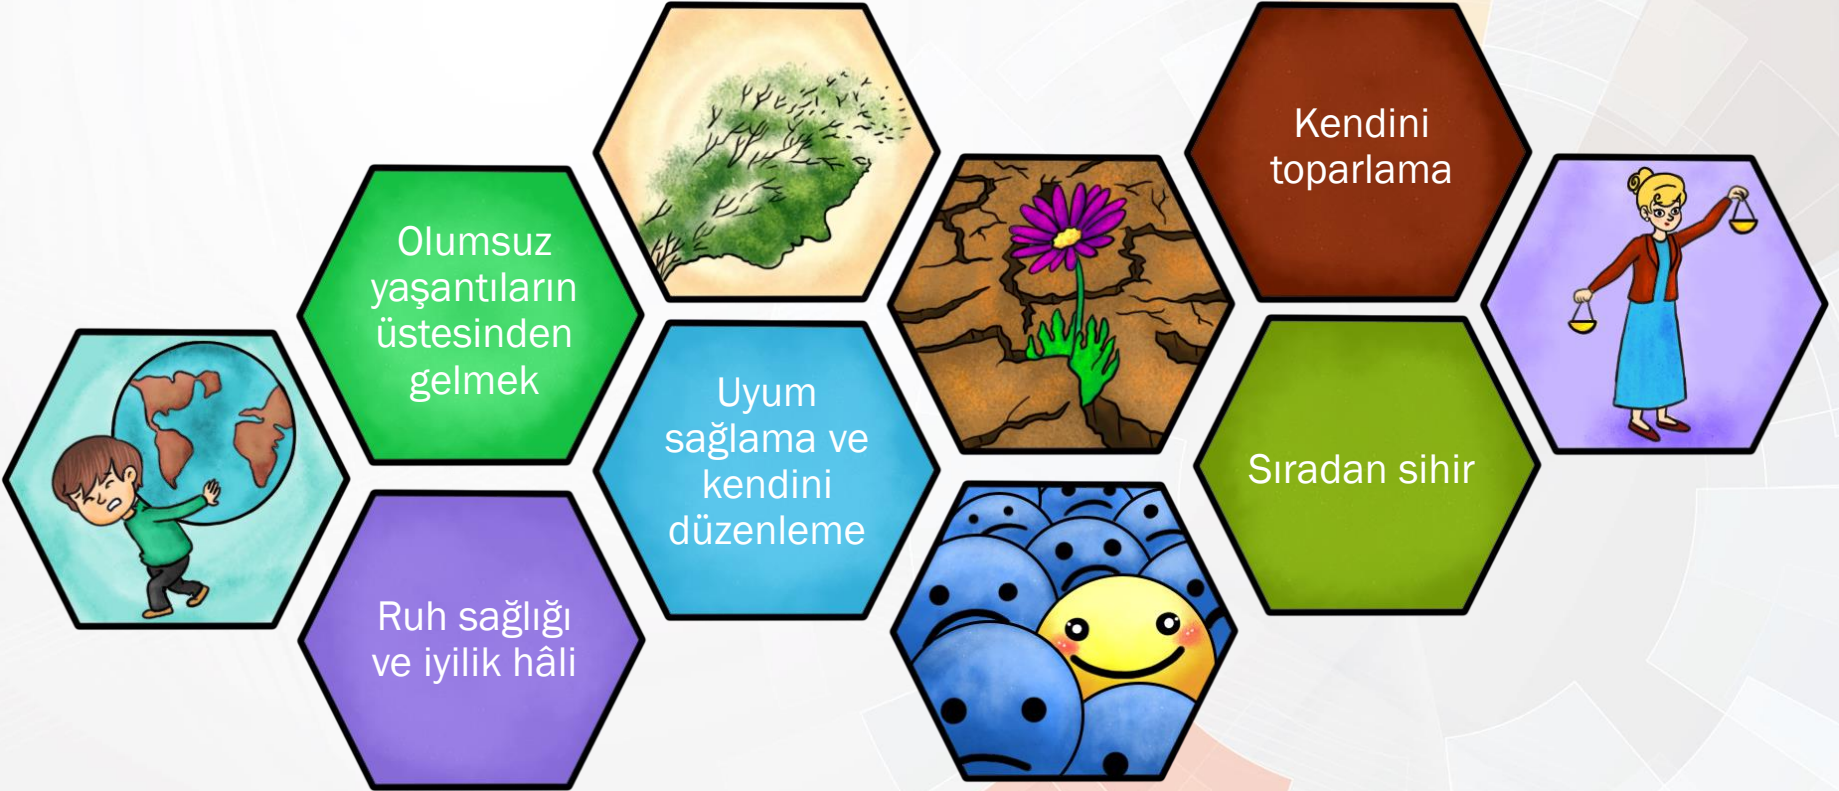 Olumsuz
yaşantıların
üstesinden
gelmek
Ruh sağlığı
ve iyilik hâli
Uyum
sağlama ve
kendini
düzenleme
Kendini
toparlama
Sıradan sihir